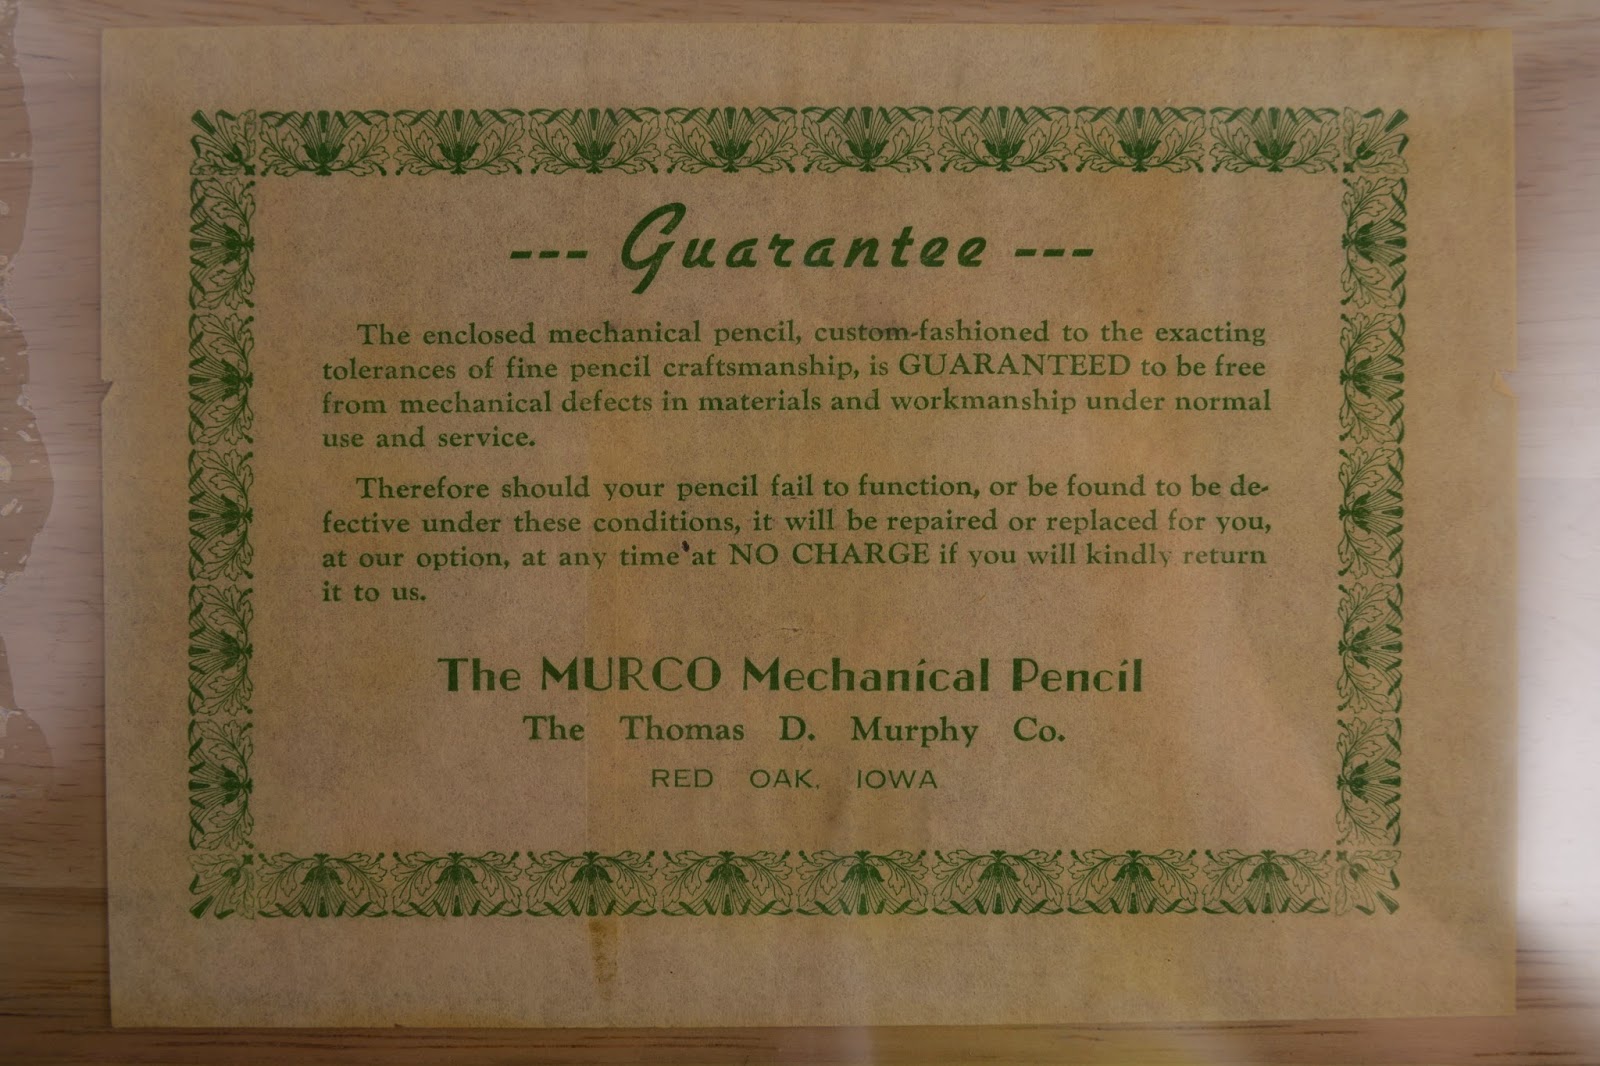 --- Guarantee ---
The enclosed mechanical pencil, custom-fashioned to the exacting
tolerances of fine pencil craftsmanship, is GUARANTEED to be free
from mechanical defects in materials and workmanship under normal
use and service.
Therefore should your pencil fail to function, or be found to be de-
fective under these conditions, it will be repaired or replaced for you,
at our option, at any time at NO CHARGE if you will kindly return
it to us.
The MURCO Mechanical Pencil
The Thomas D. Murphy Co.
RED OAK, IOWA